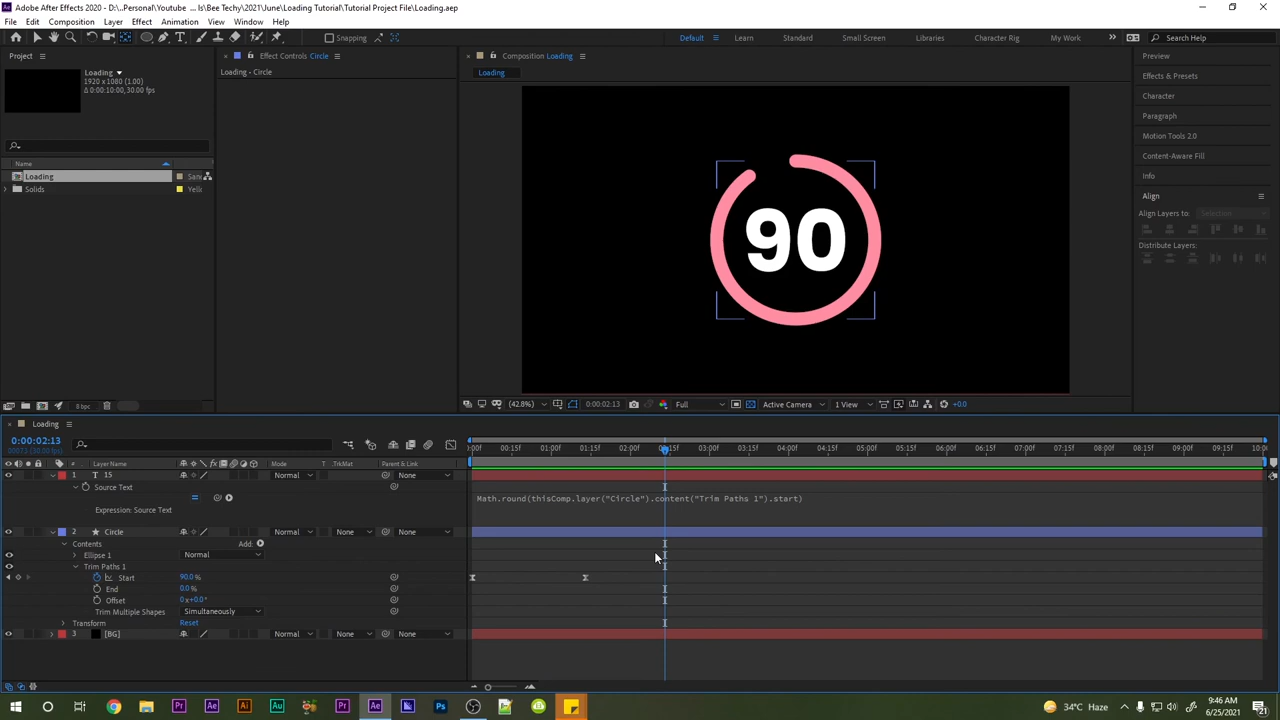 Adobe After Effects 2020 - D:\..Personal\Youtube ... Is\Bee Techy\2021\June\Loading Tutorial\Tutorial Project File\Loading.aep
File Edit Composition Layer Effect Animation View Window Help
Snapping Default Learn Standard Small Screen Libraries Character Rig My Work Search Help
Project Effect Controls Circle Composition Loading Preview
Loading - Circle Loading Effects & Presets
Loading
1920 x 1080 (1.00)
Δ 0:00:10:00, 30.00 fps
Character
Paragraph
Motion Tools 2.0
Content-Aware Fill
Info
Align
Align Layers to: Selection
Distribute Layers:
Name
Loading San
Solids Yell
90
8 bpc (42.8%) 0:00:02:13 Full Active Camera 1 View +0.0
Loading
0:00:02:13
00073 (30.00 fps)
:00f 00:15f 01:00f 01:15f 02:00f 02:15f 03:00f 03:15f 04:00f 04:15f 05:00f 05:15f 06:00f 06:15f 07:00f 07:15f 08:00f 08:15f 09:00f 09:15f 10:0
# Layer Name Mode T .TrkMat Parent & Link
1 T 15 Normal None
Source Text
Expression: Source Text
Math.round(thisComp.layer("Circle").content("Trim Paths 1").start)
2 Circle Normal None None
Contents Add:
Ellipse 1 Normal
Trim Paths 1
Start 90.0 %
End 0.0 %
Offset 0 x+0.0°
Trim Multiple Shapes Simultaneously
Transform Reset
3 [BG] Normal None None
34°C Haze 9:46 AM
6/25/2021